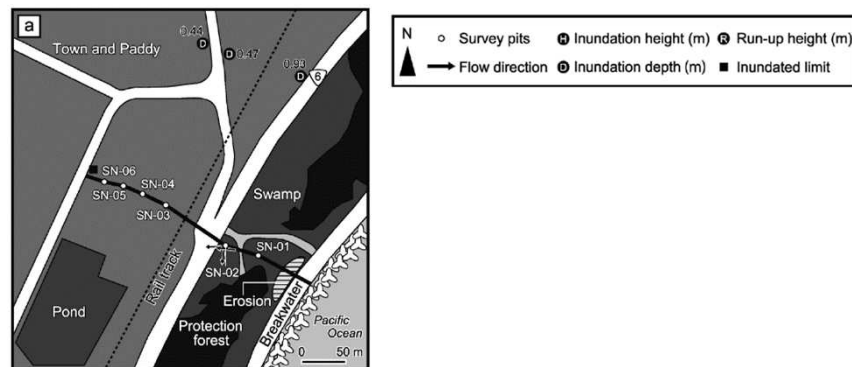 a
Town and Paddy
0.44
D
D
0.47
0.93
D
6
SN-06
SN-04
SN-05
SN-03
Swamp
SN-01
SN-02
Rail track
Erosion
Pond
Protection
forest
Breakwater
Pacific
Ocean
0 50 m
N
Survey pits
H Inundation height (m)
R Run-up height (m)
Flow direction
D Inundation depth (m)
Inundated limit